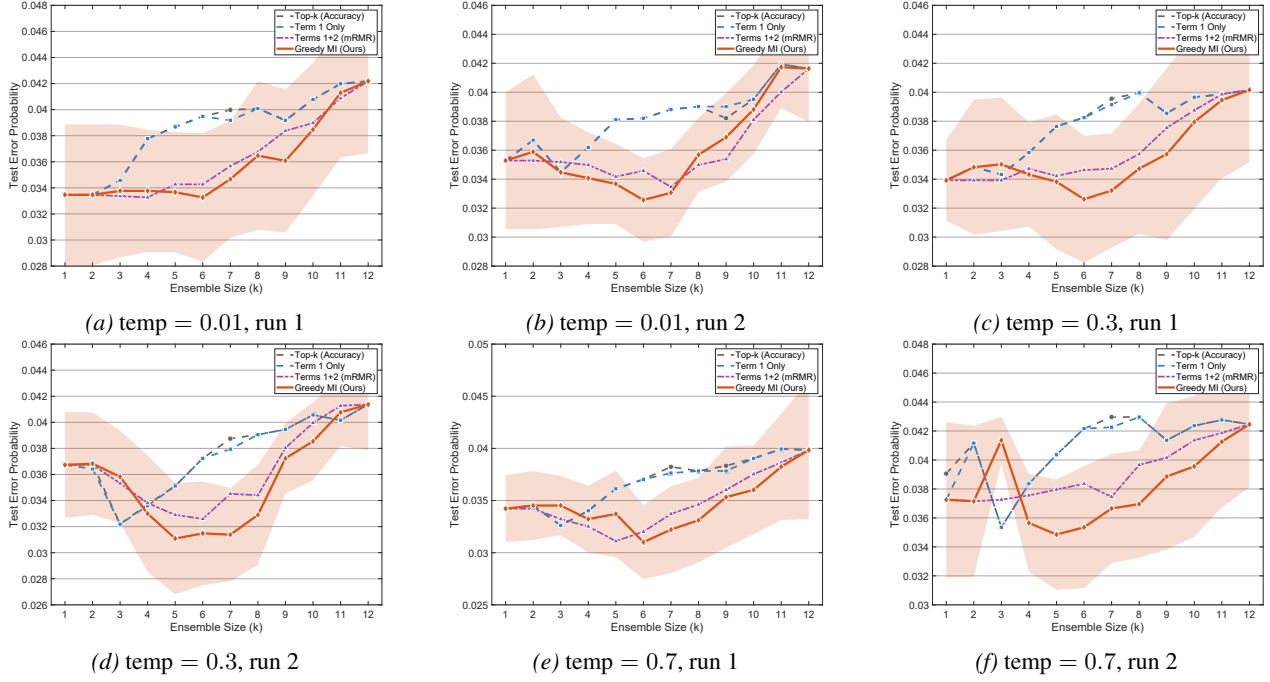 0.048
0.046
0.044
0.042
0.04
0.038
0.036
0.034
0.032
0.03
0.028
Test Error Probability
Top-k (Accuracy)
Term 1 Only
Terms 1+2 (mRMR)
Greedy MI (Ours)
1 2 3 4 5 6 7 8 9 10 11 12
Ensemble Size (k)
(a) temp = 0.01, run 1
0.046
0.044
0.042
0.04
0.038
0.036
0.034
0.032
0.03
0.028
Test Error Probability
Top-k (Accuracy)
Term 1 Only
Terms 1+2 (mRMR)
Greedy MI (Ours)
1 2 3 4 5 6 7 8 9 10 11 12
Ensemble Size (k)
(b) temp = 0.01, run 2
0.046
0.044
0.042
0.04
0.038
0.036
0.034
0.032
0.03
0.028
Test Error Probability
Top-k (Accuracy)
Term 1 Only
Terms 1+2 (mRMR)
Greedy MI (Ours)
1 2 3 4 5 6 7 8 9 10 11 12
Ensemble Size (k)
(c) temp = 0.3, run 1
0.046
0.044
0.042
0.04
0.038
0.036
0.034
0.032
0.03
0.028
0.026
Test Error Probability
Top-k (Accuracy)
Term 1 Only
Terms 1+2 (mRMR)
Greedy MI (Ours)
1 2 3 4 5 6 7 8 9 10 11 12
Ensemble Size (k)
(d) temp = 0.3, run 2
0.05
0.045
0.04
0.035
0.03
0.025
Test Error Probability
Top-k (Accuracy)
Term 1 Only
Terms 1+2 (mRMR)
Greedy MI (Ours)
1 2 3 4 5 6 7 8 9 10 11 12
Ensemble Size (k)
(e) temp = 0.7, run 1
0.048
0.046
0.044
0.042
0.04
0.038
0.036
0.034
0.032
0.03
Test Error Probability
Top-k (Accuracy)
Term 1 Only
Terms 1+2 (mRMR)
Greedy MI (Ours)
1 2 3 4 5 6 7 8 9 10 11 12
Ensemble Size (k)
(f) temp = 0.7, run 2